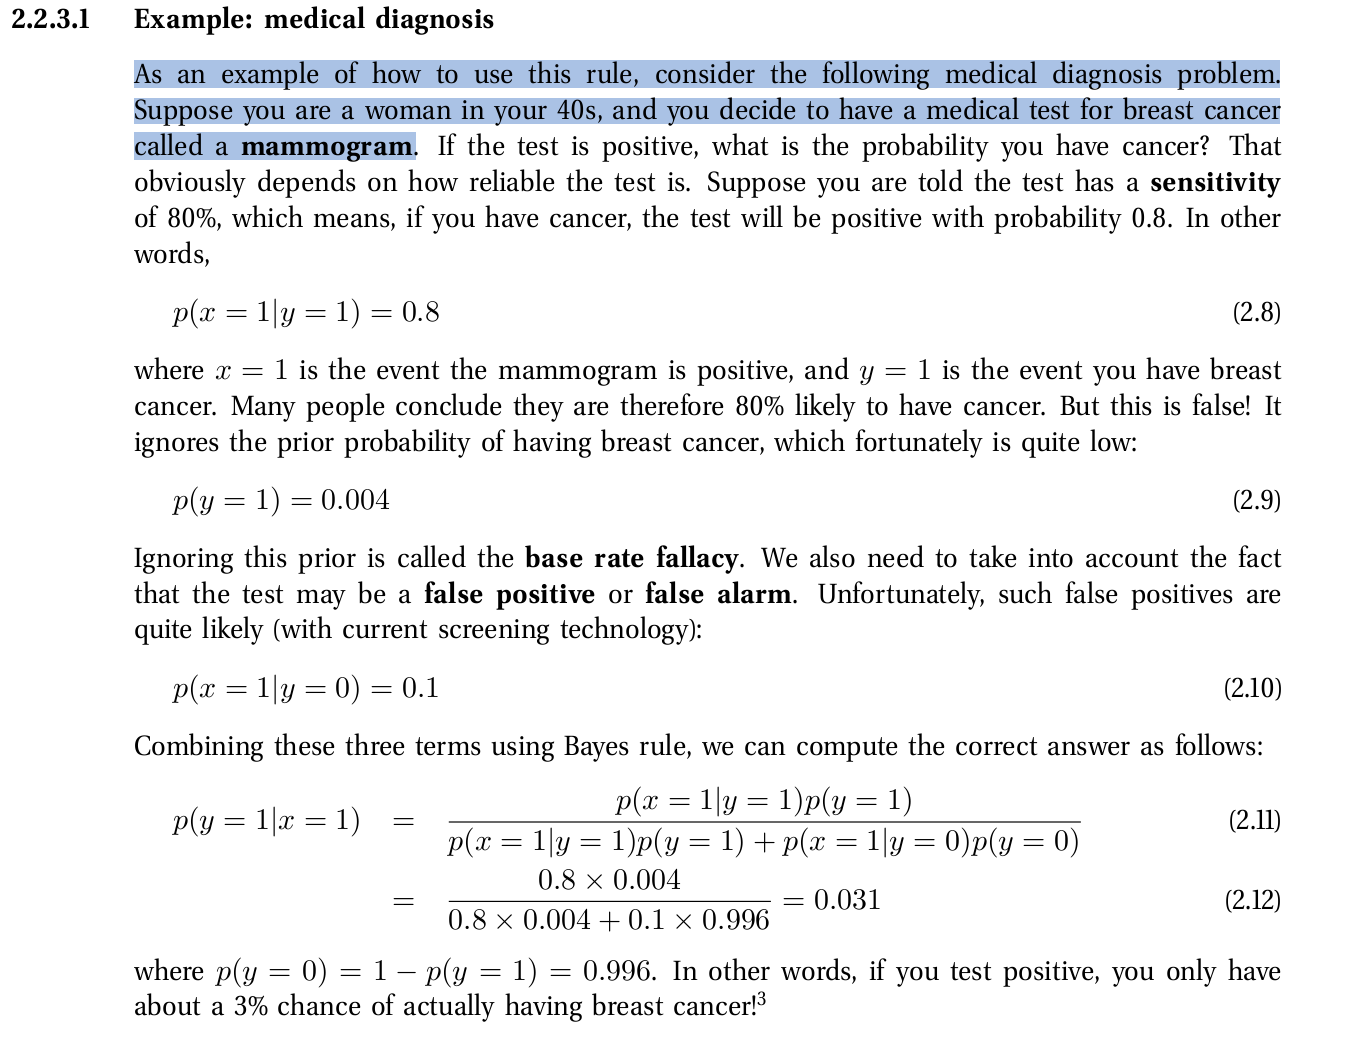 2.2.3.1 Example: medical diagnosis
As an example of how to use this rule, consider the following medical diagnosis problem.
Suppose you are a woman in your 40s, and you decide to have a medical test for breast cancer
called a mammogram. If the test is positive, what is the probability you have cancer? That
obviously depends on how reliable the test is. Suppose you are told the test has a sensitivity
of 80%, which means, if you have cancer, the test will be positive with probability 0.8. In other
words,
p(x = 1|y = 1) = 0.8 (2.8)
where x = 1 is the event the mammogram is positive, and y = 1 is the event you have breast
cancer. Many people conclude they are therefore 80% likely to have cancer. But this is false! It
ignores the prior probability of having breast cancer, which fortunately is quite low:
p(y = 1) = 0.004 (2.9)
Ignoring this prior is called the base rate fallacy. We also need to take into account the fact
that the test may be a false positive or false alarm. Unfortunately, such false positives are
quite likely (with current screening technology):
p(x = 1|y = 0) = 0.1 (2.10)
Combining these three terms using Bayes rule, we can compute the correct answer as follows:
p(x = 1|y = 1)p(y = 1)
p(y = 1|x = 1) = (2.11)
p(x = 1|y = 1)p(y = 1) + p(x = 1|y = 0)p(y = 0)
0.8 × 0.004
= = 0.031 (2.12)
0.8 × 0.004 + 0.1 × 0.996
where p(y = 0) = 1 − p(y = 1) = 0.996. In other words, if you test positive, you only have
about a 3% chance of actually having breast cancer!³